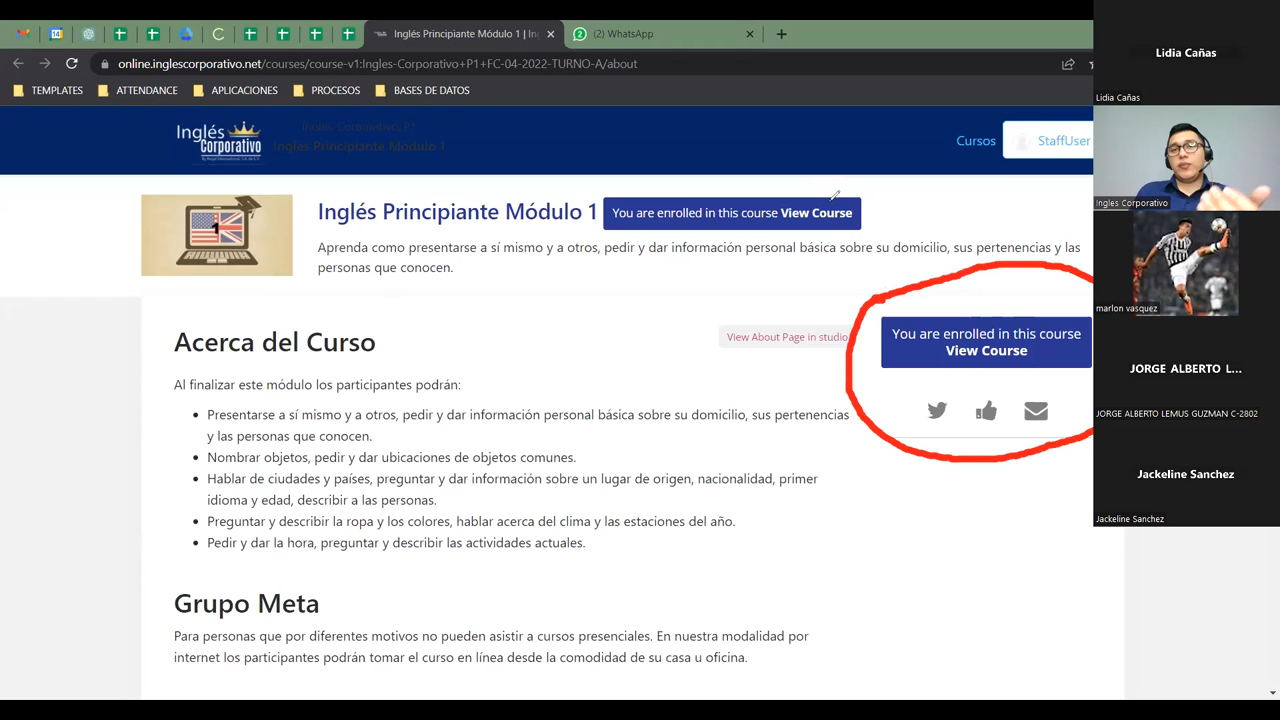 Inglés Principiante Módulo 1 | In
(2) WhatsApp
online.inglescorporativo.net/courses/course-v1:Ingles-Corporativo+P1+FC-04-2022-TURNO-A/about
TEMPLATES
ATTENDANCE
APLICACIONES
PROCESOS
BASES DE DATOS
Inglés
Corporativo
Inglés Corporativo P1
Ingles Principiante Módulo 1
Cursos
StaffUser
Inglés Principiante Módulo 1
You are enrolled in this course View Course
Aprenda como presentarse a sí mismo y a otros, pedir y dar información personal básica sobre su domicilio, sus pertenencias y las
personas que conocen.
1
Acerca del Curso
View About Page in studio
You are enrolled in this course
View Course
Al finalizar este módulo los participantes podrán:
Presentarse a sí mismo y a otros, pedir y dar información personal básica sobre su domicilio, sus pertenencias
y las personas que conocen.
Nombrar objetos, pedir y dar ubicaciones de objetos comunes.
Hablar de ciudades y países, preguntar y dar información sobre un lugar de origen, nacionalidad, primer
idioma y edad, describir a las personas.
Preguntar y describir la ropa y los colores, hablar acerca del clima y las estaciones del año.
Pedir y dar la hora, preguntar y describir las actividades actuales.
Grupo Meta
Para personas que por diferentes motivos no pueden asistir a cursos presenciales. En nuestra modalidad por
internet los participantes podrán tomar el curso en línea desde la comodidad de su casa u oficina.
Lidia Cañas
Lidia Cañas
Ingles Corporativo
marlon vasquez
JORGE ALBERTO L...
JORGE ALBERTO LEMUS GUZMAN C-2802
Jackeline Sanchez
Jackeline Sanchez